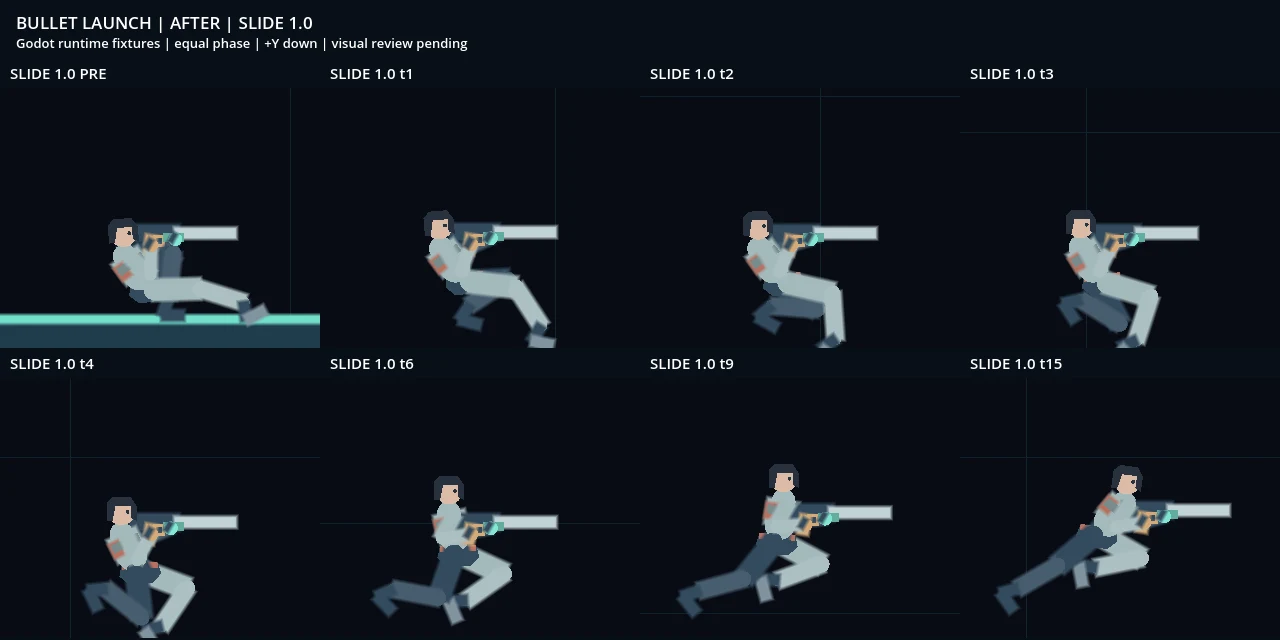 BULLET LAUNCH | AFTER | SLIDE 1.0
Godot runtime fixtures | equal phase | +Y down | visual review pending
SLIDE 1.0 PRE
SLIDE 1.0 t1
SLIDE 1.0 t2
SLIDE 1.0 t3
SLIDE 1.0 t4
SLIDE 1.0 t6
SLIDE 1.0 t9
SLIDE 1.0 t15